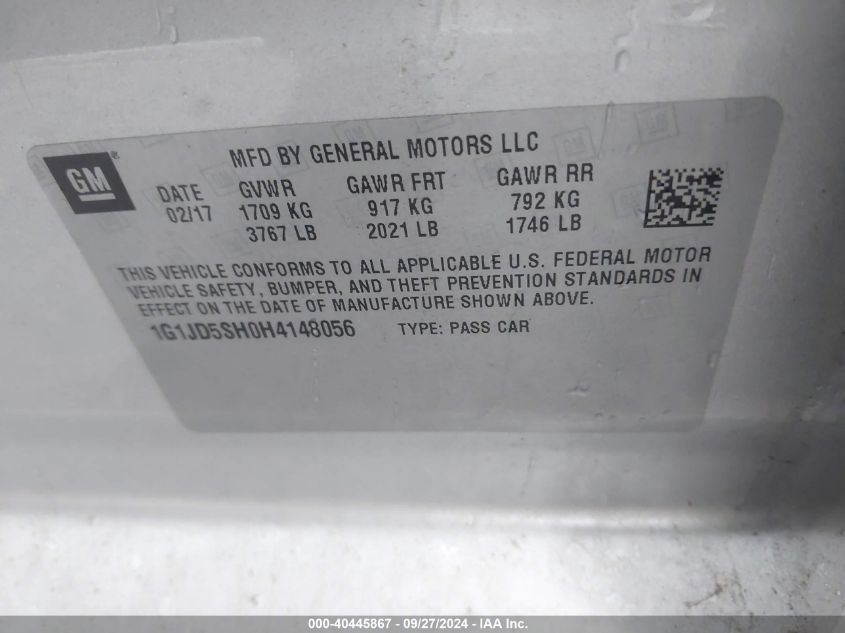 GM®
MFD BY GENERAL MOTORS LLC
DATE GVWR GAWR FRT GAWR RR
02/17 1709 KG 917 KG 792 KG
3767 LB 2021 LB 1746 LB
THIS VEHICLE CONFORMS TO ALL APPLICABLE U.S. FEDERAL MOTOR
VEHICLE SAFETY, BUMPER, AND THEFT PREVENTION STANDARDS IN
EFFECT ON THE DATE OF MANUFACTURE SHOWN ABOVE.
1G1JD5SH0H4148056 TYPE: PASS CAR
000-40445867 - 09/27/2024 - IAA Inc.